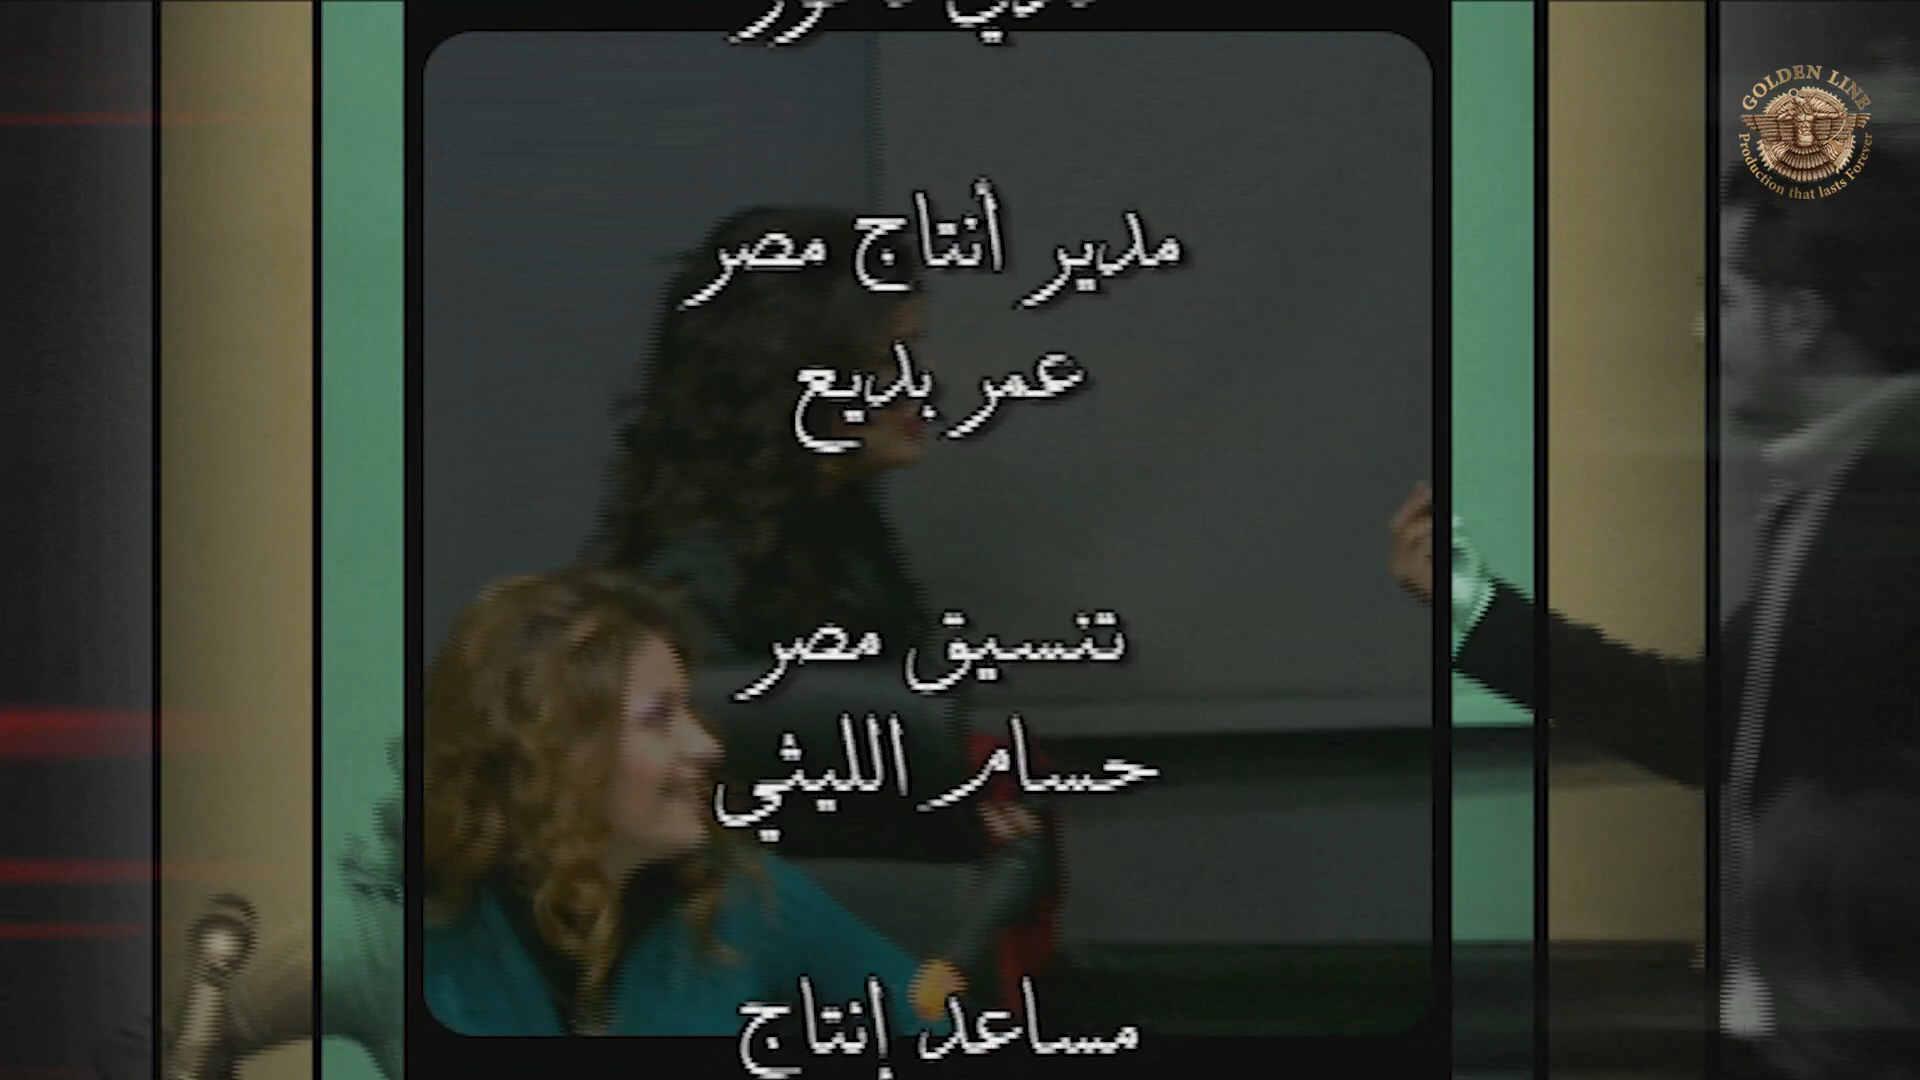 مدير أنتاج مصر
عمر بديع
تنسيق مصر
حسام الليثي
مساعد إنتاج
GOLDEN LINE
Production that lasts Forever